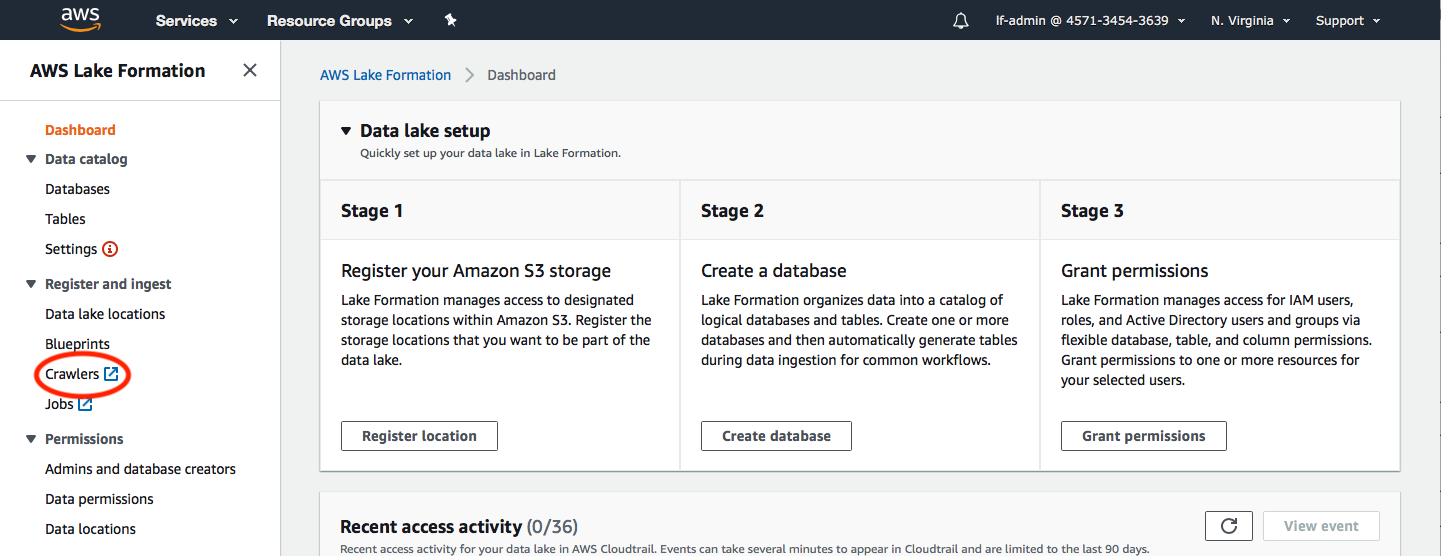 aws Services Resource Groups lf-admin @ 4571-3454-3639 N. Virginia Support
AWS Lake Formation
Dashboard
Data catalog
Databases
Tables
Settings
Register and ingest
Data lake locations
Blueprints
Crawlers
Jobs
Permissions
Admins and database creators
Data permissions
Data locations
AWS Lake Formation > Dashboard
Data lake setup
Quickly set up your data lake in Lake Formation.
Stage 1
Register your Amazon S3 storage
Lake Formation manages access to designated
storage locations within Amazon S3. Register the
storage locations that you want to be part of the
data lake.
Register location
Stage 2
Create a database
Lake Formation organizes data into a catalog of
logical databases and tables. Create one or more
databases and then automatically generate tables
during data ingestion for common workflows.
Create database
Stage 3
Grant permissions
Lake Formation manages access for IAM users,
roles, and Active Directory users and groups via
flexible database, table, and column permissions.
Grant permissions to one or more resources for
your selected users.
Grant permissions
Recent access activity (0/36)
View event
Recent access activity for your data lake in AWS Cloudtrail. Events can take several minutes to appear in Cloudtrail and are limited to the last 90 days.